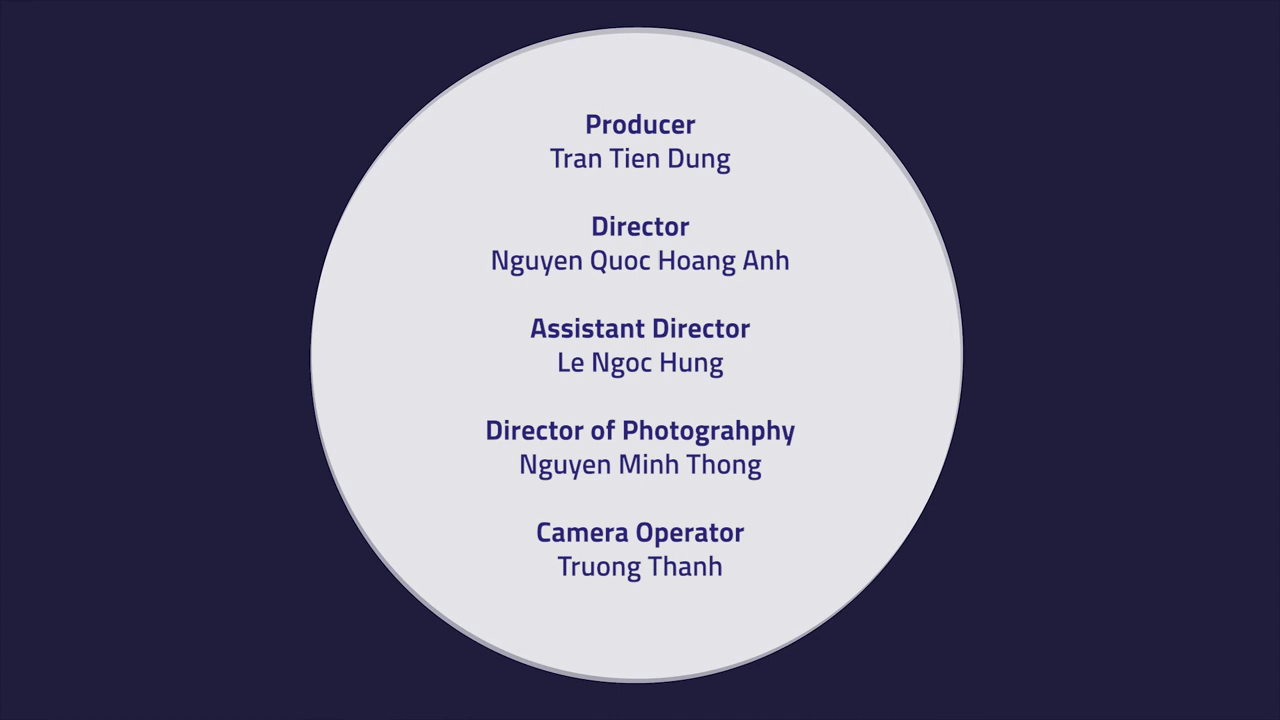 Producer
Tran Tien Dung
Director
Nguyen Quoc Hoang Anh
Assistant Director
Le Ngoc Hung
Director of Photograhphy
Nguyen Minh Thong
Camera Operator
Truong Thanh